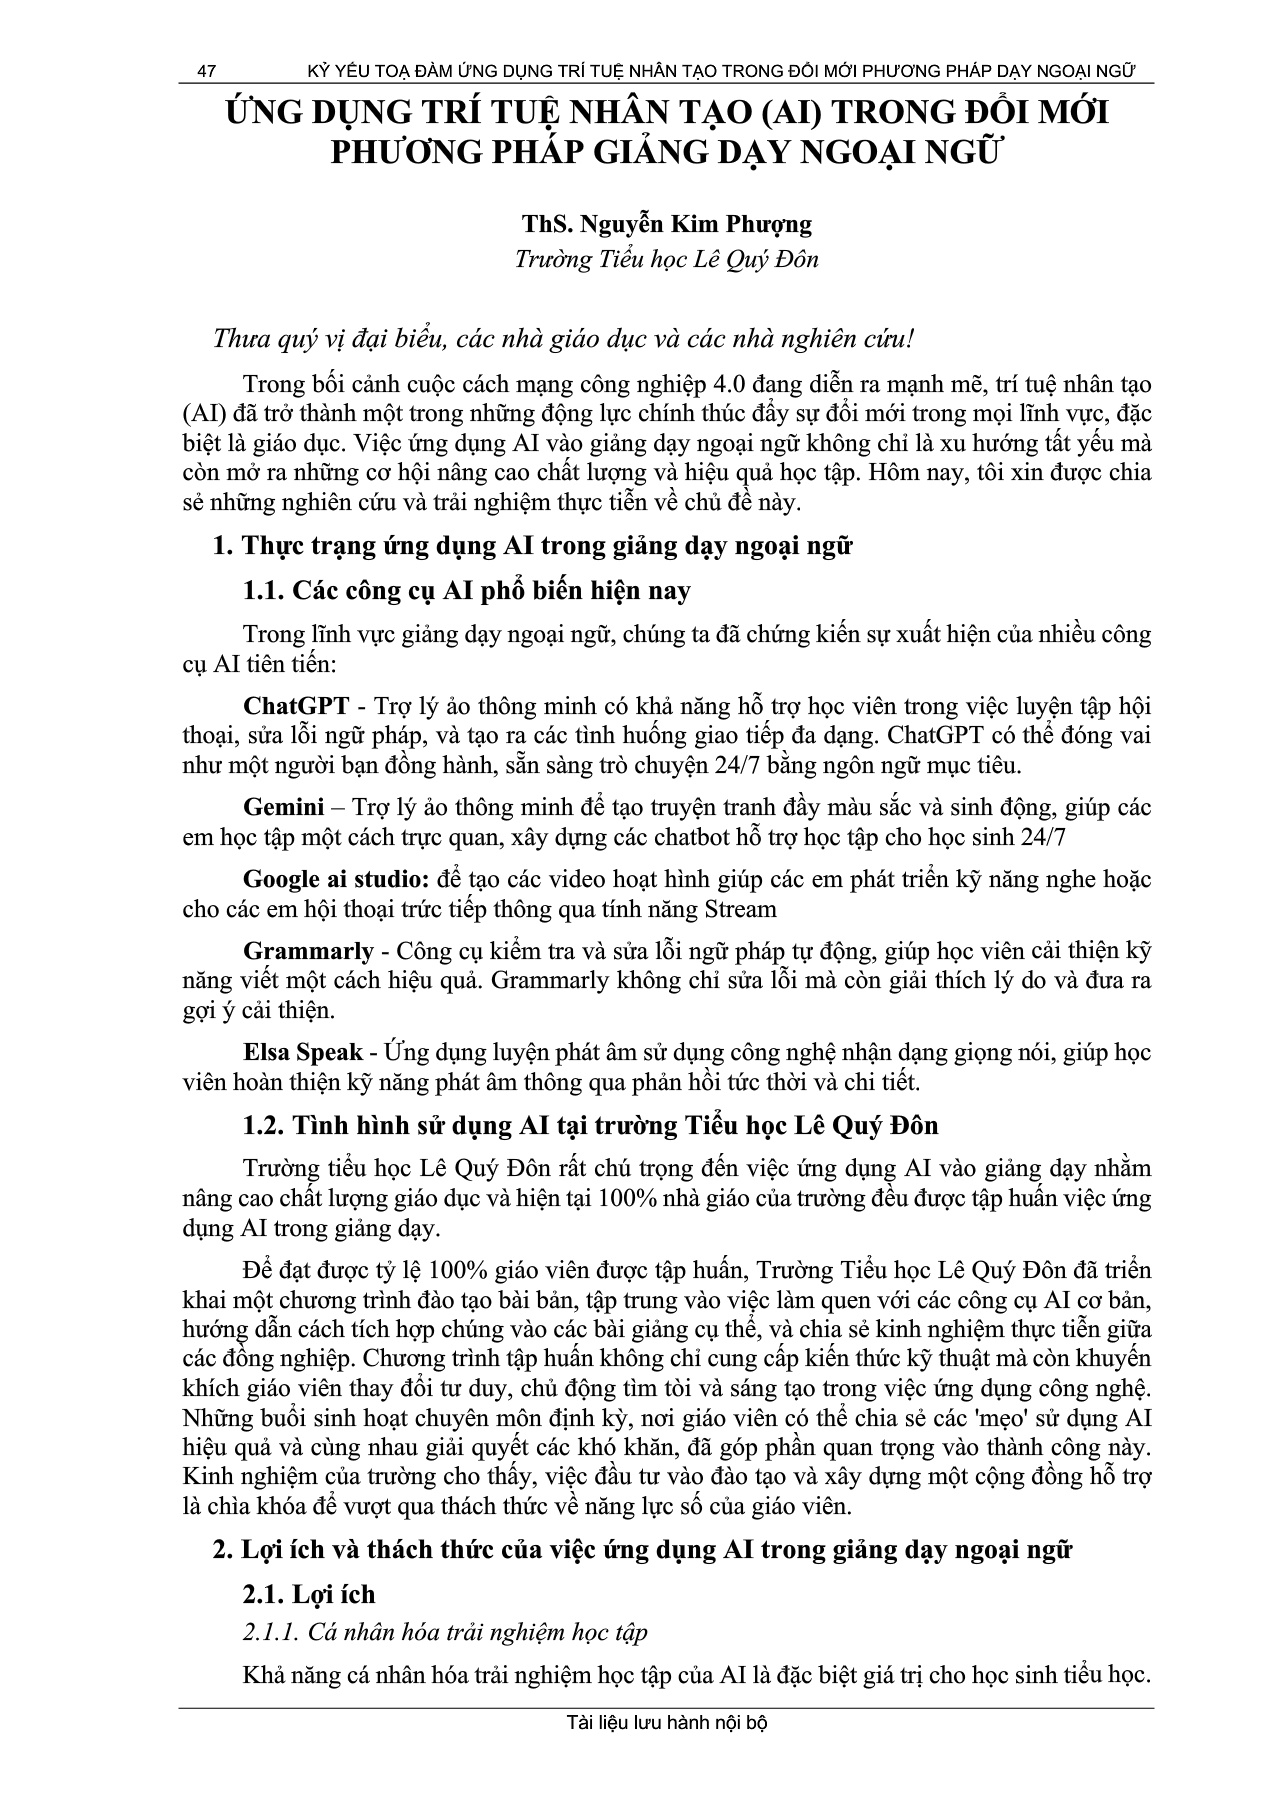 47 KỶ YẾU TOẠ ĐÀM ỨNG DỤNG TRÍ TUỆ NHÂN TẠO TRONG ĐỔI MỚI PHƯƠNG PHÁP DẠY NGOẠI NGỮ
ỨNG DỤNG TRÍ TUỆ NHÂN TẠO (AI) TRONG ĐỔI MỚI
PHƯƠNG PHÁP GIẢNG DẠY NGOẠI NGỮ
ThS. Nguyễn Kim Phượng
Trường Tiểu học Lê Quý Đôn
Thưa quý vị đại biểu, các nhà giáo dục và các nhà nghiên cứu!
Trong bối cảnh cuộc cách mạng công nghiệp 4.0 đang diễn ra mạnh mẽ, trí tuệ nhân tạo
(AI) đã trở thành một trong những động lực chính thúc đẩy sự đổi mới trong mọi lĩnh vực, đặc
biệt là giáo dục. Việc ứng dụng AI vào giảng dạy ngoại ngữ không chỉ là xu hướng tất yếu mà
còn mở ra những cơ hội nâng cao chất lượng và hiệu quả học tập. Hôm nay, tôi xin được chia
sẻ những nghiên cứu và trải nghiệm thực tiễn về chủ đề này.
1. Thực trạng ứng dụng AI trong giảng dạy ngoại ngữ
1.1. Các công cụ AI phổ biến hiện nay
Trong lĩnh vực giảng dạy ngoại ngữ, chúng ta đã chứng kiến sự xuất hiện của nhiều công
cụ AI tiên tiến:
ChatGPT - Trợ lý ảo thông minh có khả năng hỗ trợ học viên trong việc luyện tập hội
thoại, sửa lỗi ngữ pháp, và tạo ra các tình huống giao tiếp đa dạng. ChatGPT có thể đóng vai
như một người bạn đồng hành, sẵn sàng trò chuyện 24/7 bằng ngôn ngữ mục tiêu.
Gemini – Trợ lý ảo thông minh để tạo truyện tranh đầy màu sắc và sinh động, giúp các
em học tập một cách trực quan, xây dựng các chatbot hỗ trợ học tập cho học sinh 24/7
Google ai studio: để tạo các video hoạt hình giúp các em phát triển kỹ năng nghe hoặc
cho các em hội thoại trức tiếp thông qua tính năng Stream
Grammarly - Công cụ kiểm tra và sửa lỗi ngữ pháp tự động, giúp học viên cải thiện kỹ
năng viết một cách hiệu quả. Grammarly không chỉ sửa lỗi mà còn giải thích lý do và đưa ra
gợi ý cải thiện.
Elsa Speak - Ứng dụng luyện phát âm sử dụng công nghệ nhận dạng giọng nói, giúp học
viên hoàn thiện kỹ năng phát âm thông qua phản hồi tức thời và chi tiết.
1.2. Tình hình sử dụng AI tại trường Tiểu học Lê Quý Đôn
Trường tiểu học Lê Quý Đôn rất chú trọng đến việc ứng dụng AI vào giảng dạy nhằm
nâng cao chất lượng giáo dục và hiện tại 100% nhà giáo của trường đều được tập huấn việc ứng
dụng AI trong giảng dạy.
Để đạt được tỷ lệ 100% giáo viên được tập huấn, Trường Tiểu học Lê Quý Đôn đã triển
khai một chương trình đào tạo bài bản, tập trung vào việc làm quen với các công cụ AI cơ bản,
hướng dẫn cách tích hợp chúng vào các bài giảng cụ thể, và chia sẻ kinh nghiệm thực tiễn giữa
các đồng nghiệp. Chương trình tập huấn không chỉ cung cấp kiến thức kỹ thuật mà còn khuyến
khích giáo viên thay đổi tư duy, chủ động tìm tòi và sáng tạo trong việc ứng dụng công nghệ.
Những buổi sinh hoạt chuyên môn định kỳ, nơi giáo viên có thể chia sẻ các 'mẹo' sử dụng AI
hiệu quả và cùng nhau giải quyết các khó khăn, đã góp phần quan trọng vào thành công này.
Kinh nghiệm của trường cho thấy, việc đầu tư vào đào tạo và xây dựng một cộng đồng hỗ trợ
là chìa khóa để vượt qua thách thức về năng lực số của giáo viên.
2. Lợi ích và thách thức của việc ứng dụng AI trong giảng dạy ngoại ngữ
2.1. Lợi ích
2.1.1. Cá nhân hóa trải nghiệm học tập
Khả năng cá nhân hóa trải nghiệm học tập của AI là đặc biệt giá trị cho học sinh tiểu học.
Tài liệu lưu hành nội bộ